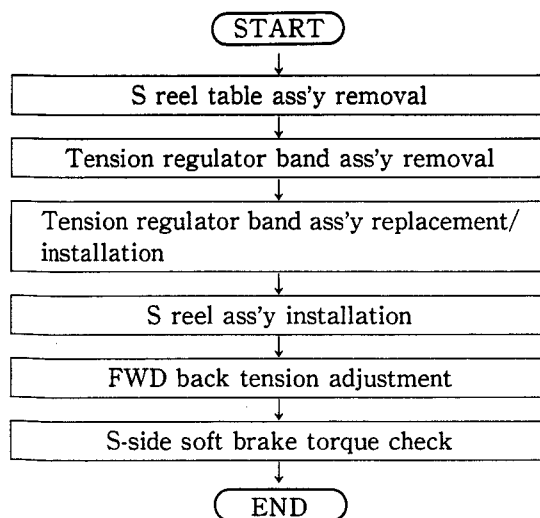 START
S reel table ass'y removal
Tension regulator band ass'y removal
Tension regulator band ass'y replacement/
installation
S reel ass'y installation
FWD back tension adjustment
S-side soft brake torque check
END